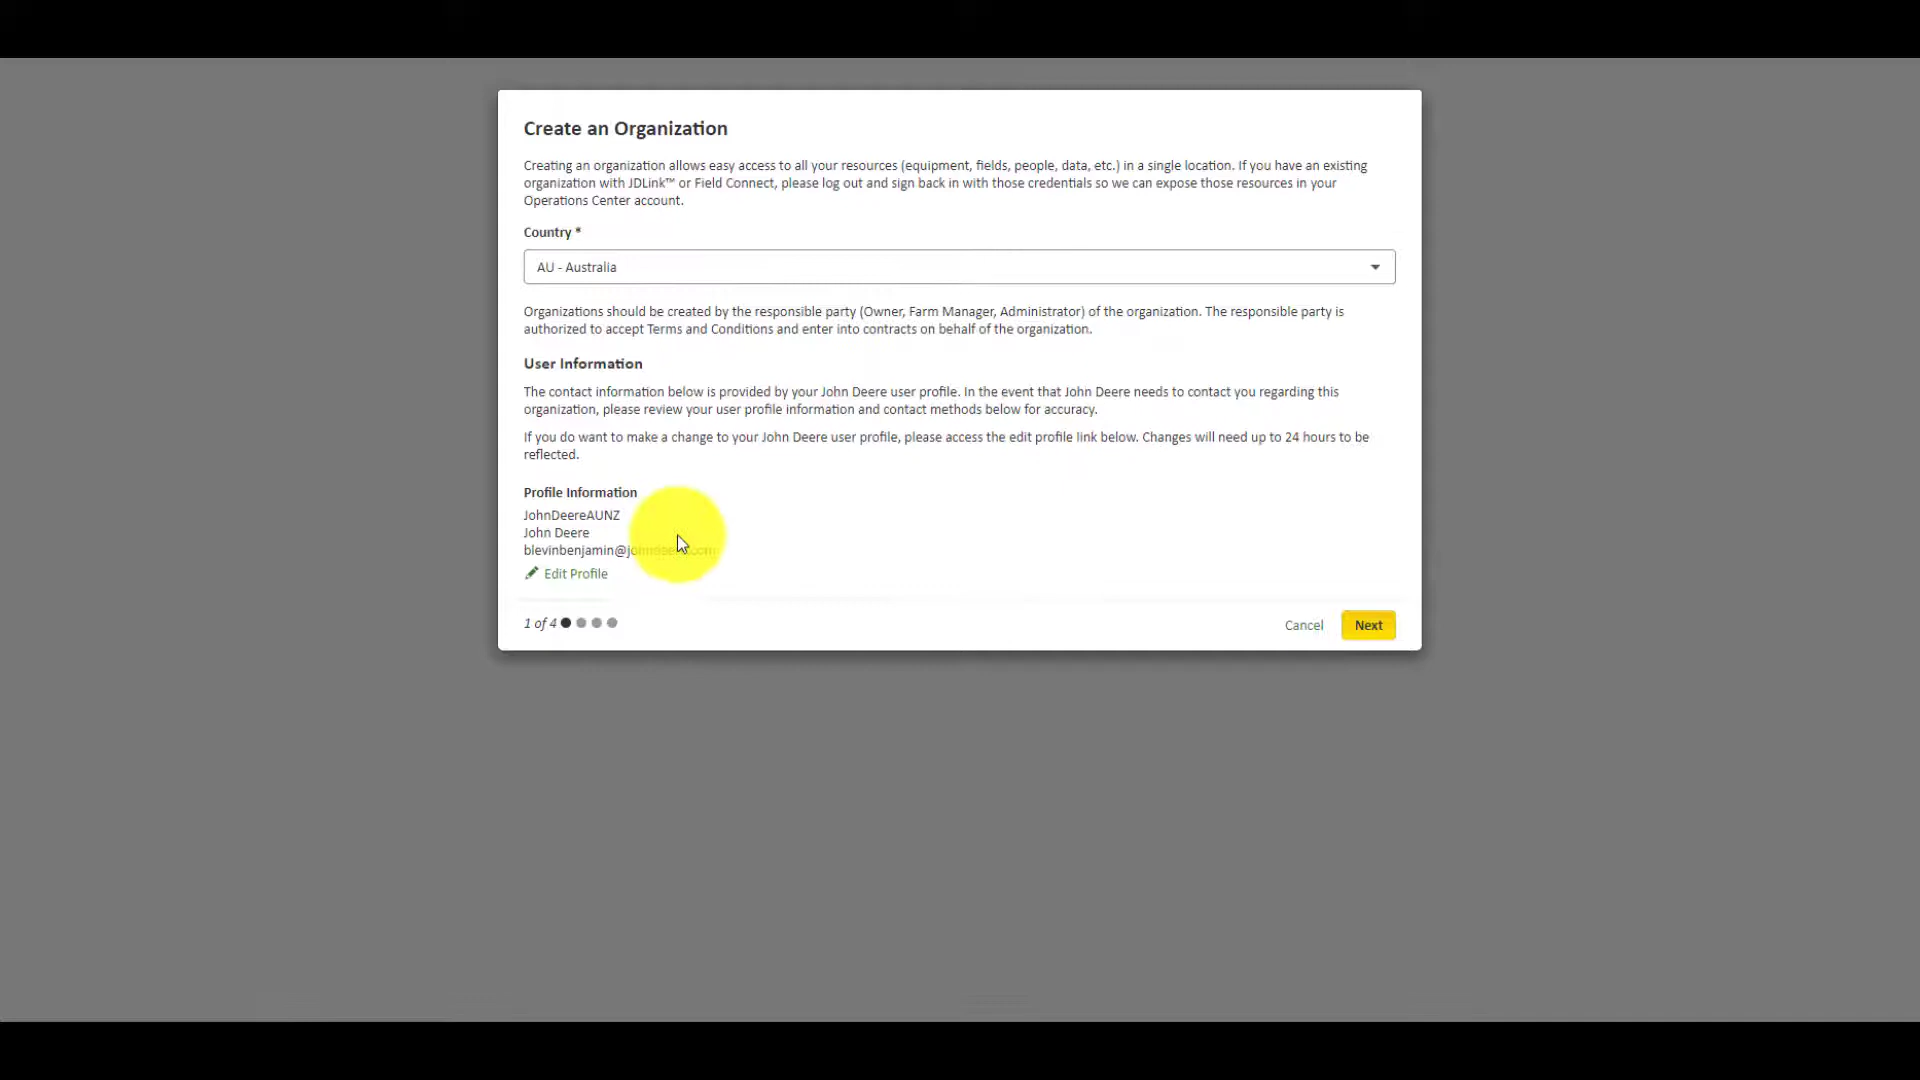 Create an Organization
Creating an organization allows easy access to all your resources (equipment, fields, people, data, etc.) in a single location. If you have an existing
organization with JDLink™ or Field Connect, please log out and sign back in with those credentials so we can expose those resources in your
Operations Center account.
Country *
AU - Australia
Organizations should be created by the responsible party (Owner, Farm Manager, Administrator) of the organization. The responsible party is
authorized to accept Terms and Conditions and enter into contracts on behalf of the organization.
User Information
The contact information below is provided by your John Deere user profile. In the event that John Deere needs to contact you regarding this
organization, please review your user profile information and contact methods below for accuracy.
If you do want to make a change to your John Deere user profile, please access the edit profile link below. Changes will need up to 24 hours to be
reflected.
Profile Information
JohnDeereAUNZ
John Deere
blevinbenjamin@johndeere.com
Edit Profile
1 of 4
Cancel
Next